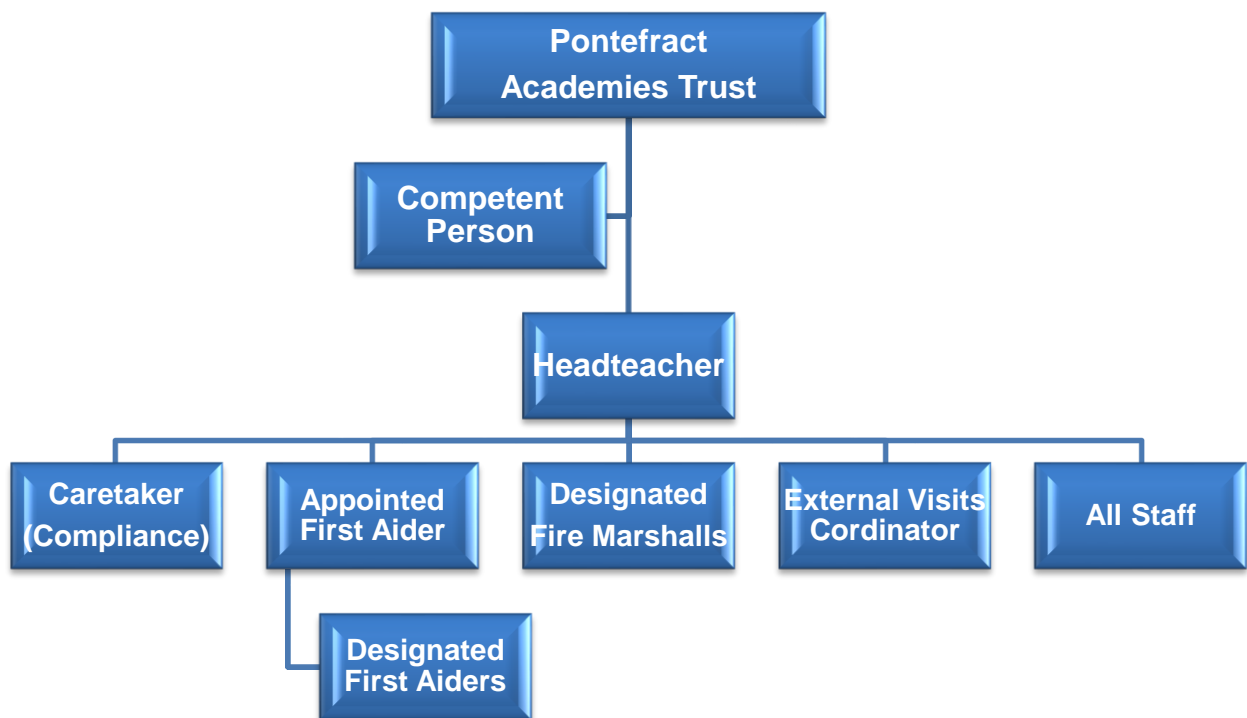 Pontefract
Academies Trust
Competent
Person
Headteacher
Caretaker
(Compliance)
Appointed
First Aider
Designated
Fire Marshalls
External Visits
Cordinator
All Staff
Designated
First Aiders